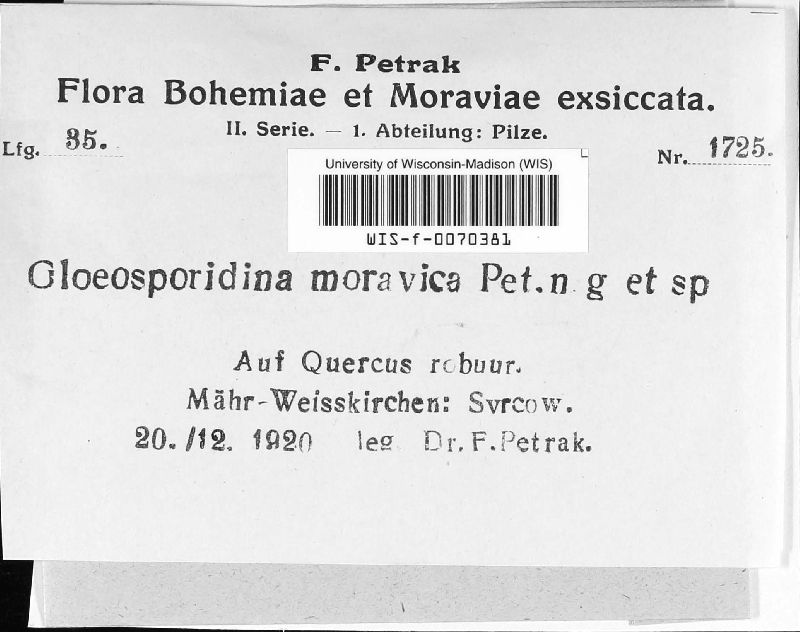 F. Petrak
Flora Bohemiae et Moraviae exsiccata.
II. Serie. — 1. Abteilung: Pilze.
Lfg. 35.
Nr. 1725.
University of Wisconsin-Madison (WIS)
WIS-f-0070381
Gloeosporidina moravica Pet. n g et sp
Auf Quercus robuur.
Mähr-Weisskirchen: Svrcow.
20./12. 1920 leg Dr. F. Petrak.